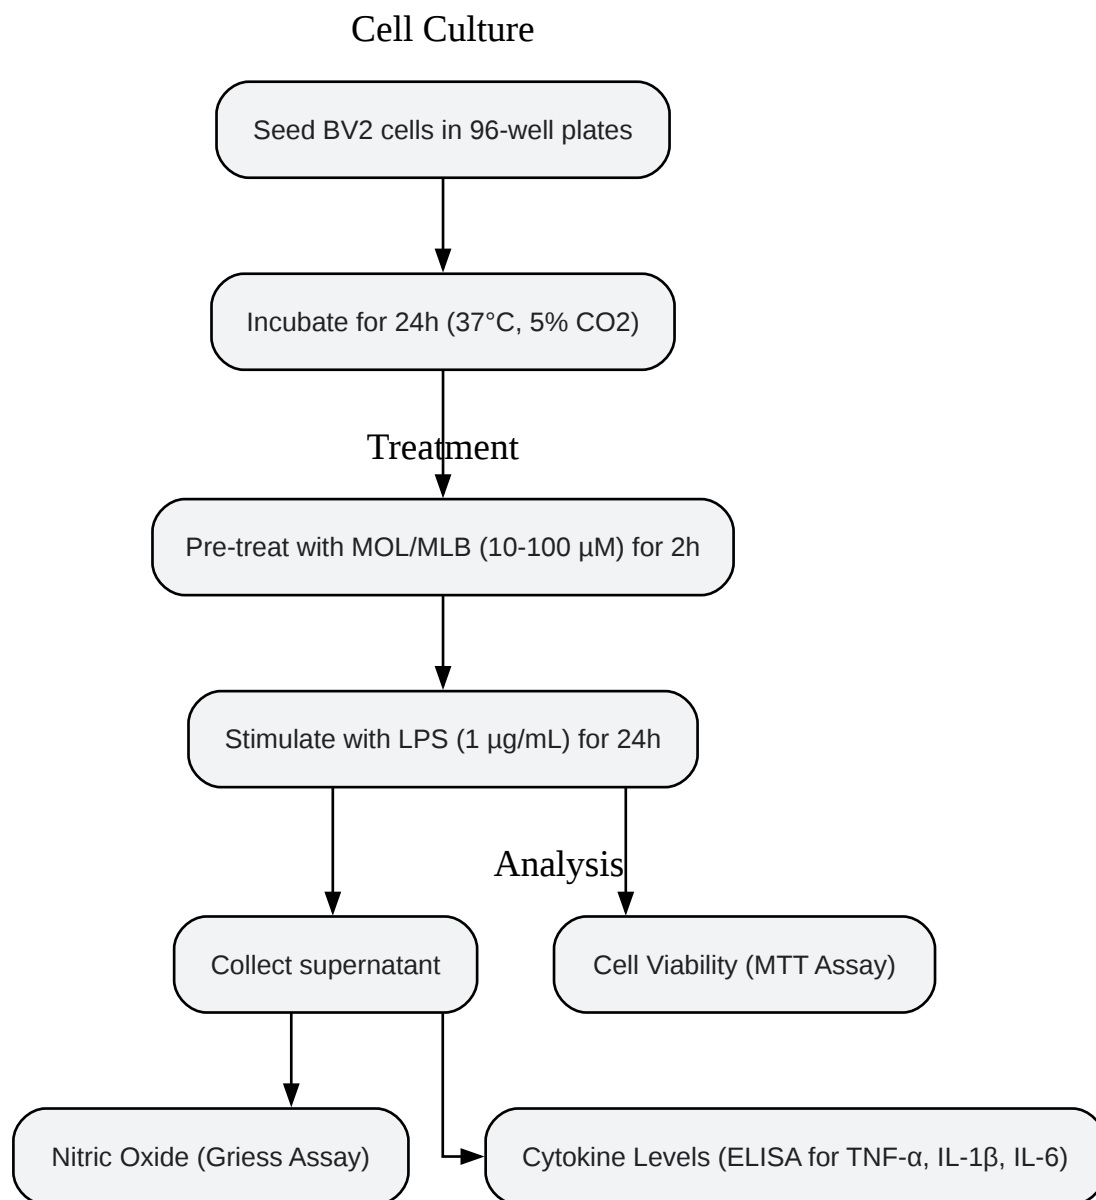 Cell Culture
Seed BV2 cells in 96-well plates
Incubate for 24h (37°C, 5% CO2)
Treatment
Pre-treat with MOL/MLB (10-100 µM) for 2h
Stimulate with LPS (1 µg/mL) for 24h
Analysis
Collect supernatant
Cell Viability (MTT Assay)
Nitric Oxide (Griess Assay)
Cytokine Levels (ELISA for TNF-α, IL-1β, IL-6)